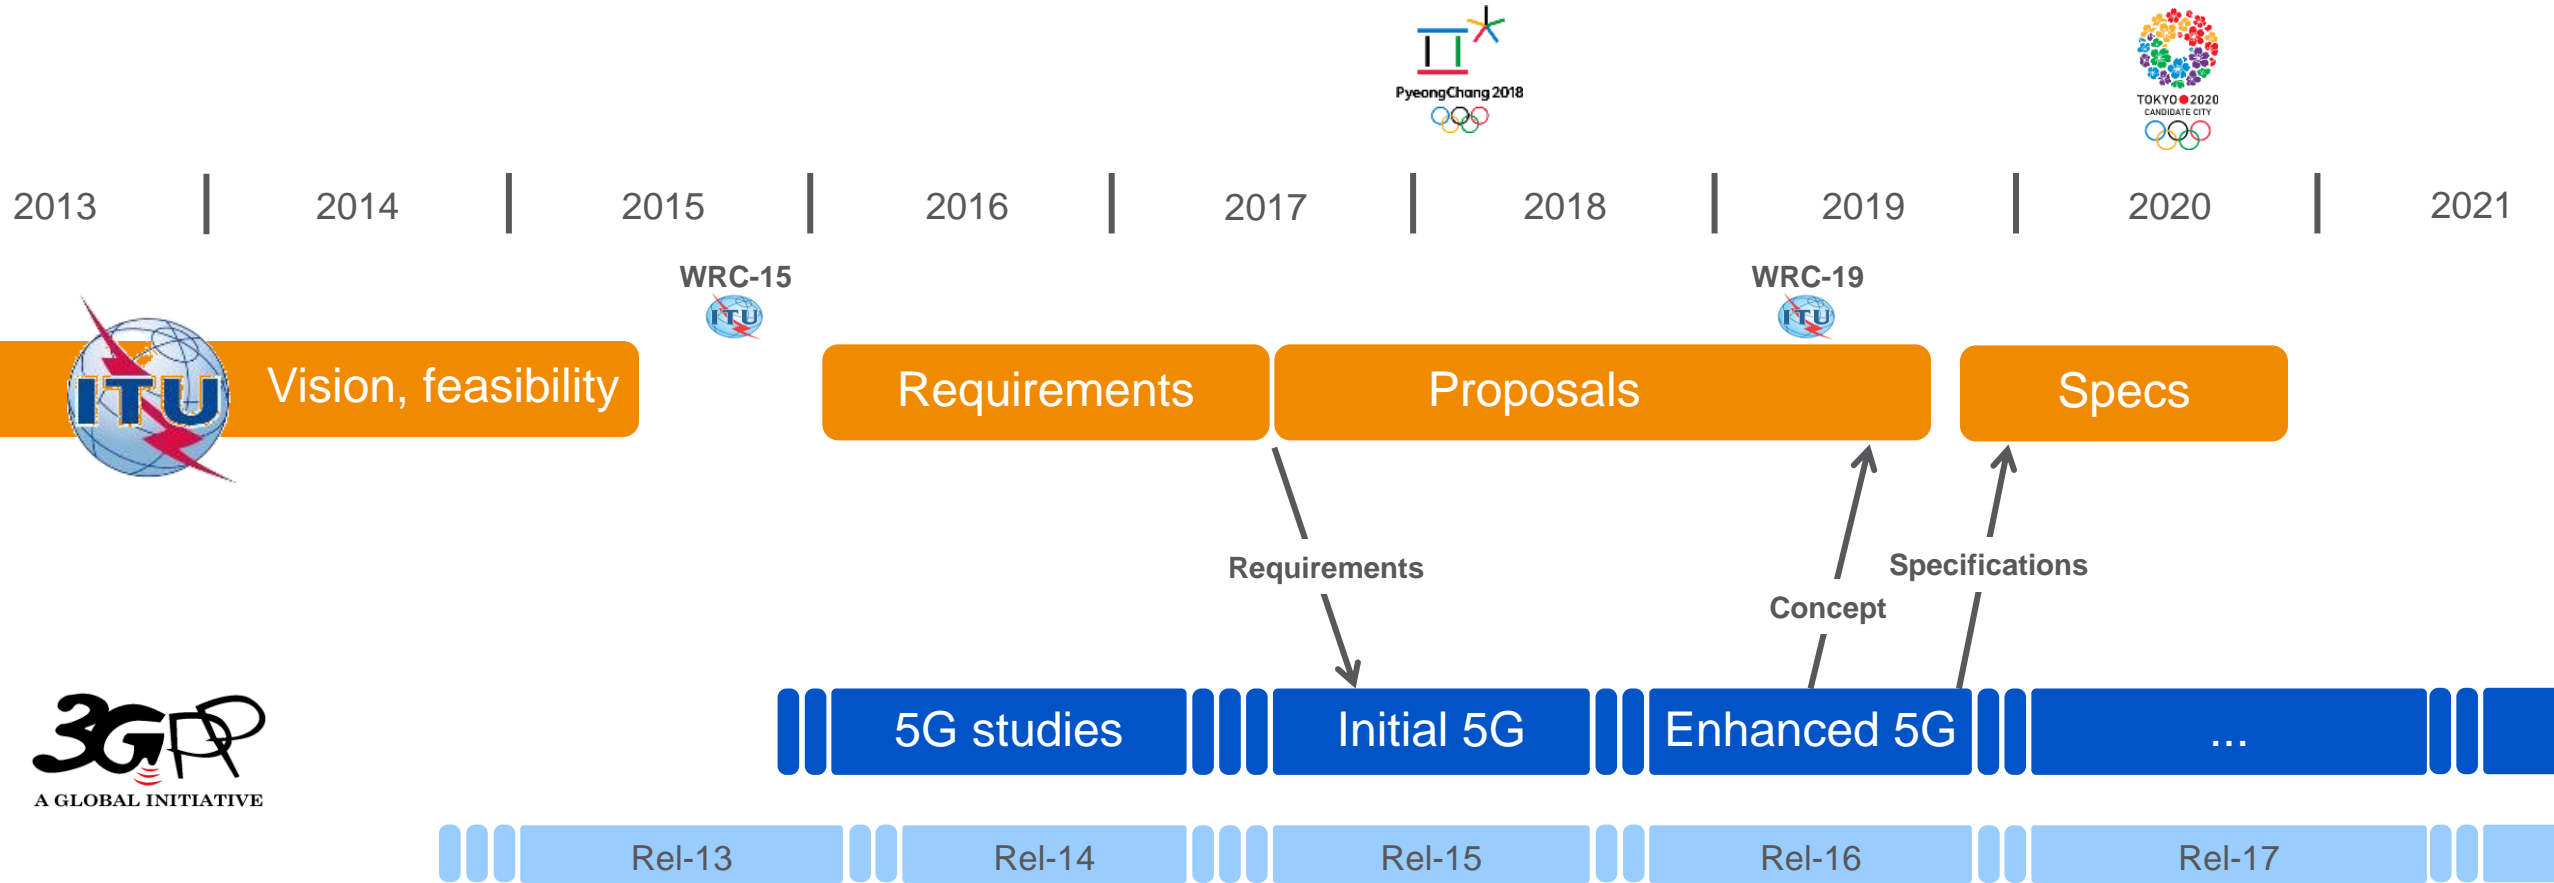 PyeongChang 2018
TOKYO 2020
CANDIDATE CITY
2013 2014 2015 2016 2017 2018 2019 2020 2021
WRC-15 WRC-19
ITU ITU
ITU Vision, feasibility Requirements Proposals Specs
Requirements
Specifications
Concept
3GPP
A GLOBAL INITIATIVE
5G studies Initial 5G Enhanced 5G ...
Rel-13 Rel-14 Rel-15 Rel-16 Rel-17